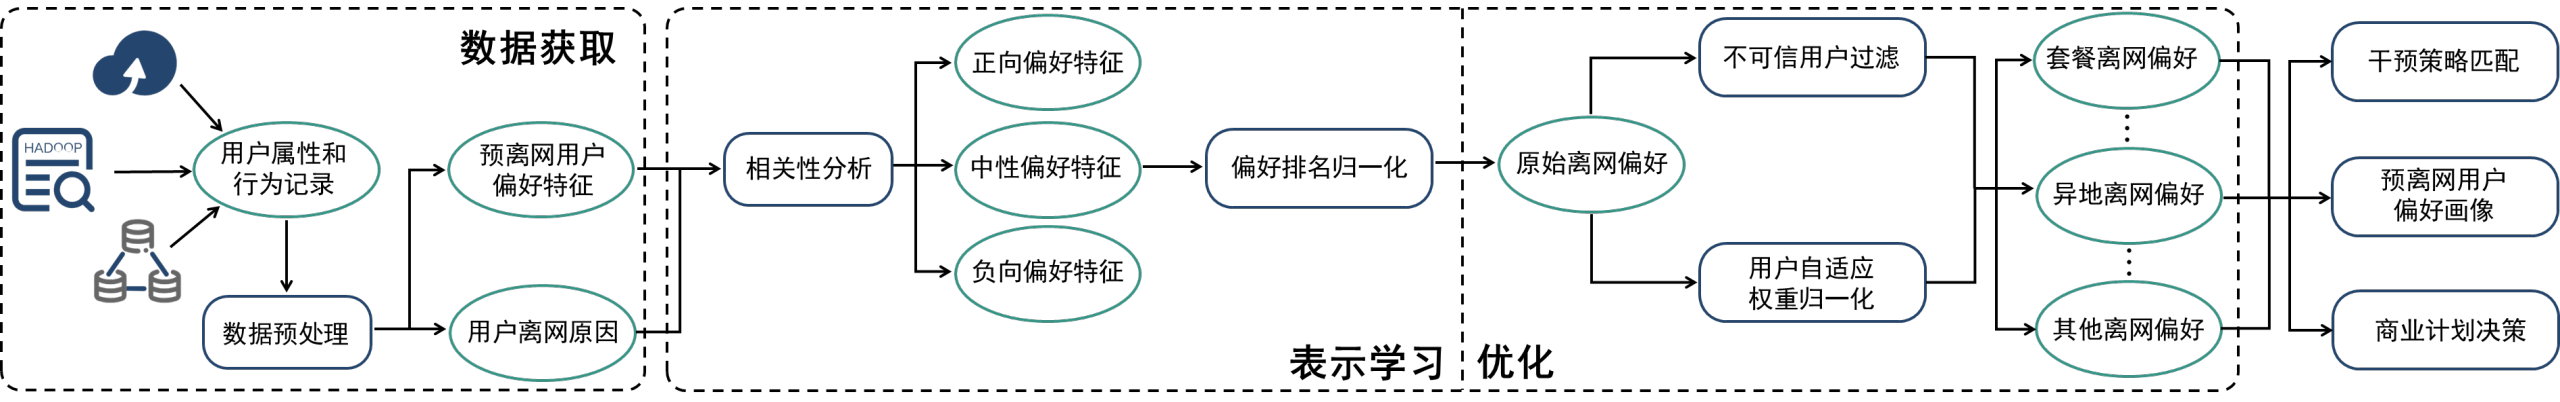 数据获取
HADOOP
用户属性和
行为记录
数据预处理
预离网用户
偏好特征
用户离网原因
相关性分析
正向偏好特征
中性偏好特征
负向偏好特征
偏好排名归一化
表示学习
优化
原始离网偏好
不可信用户过滤
用户自适应
权重归一化
套餐离网偏好
异地离网偏好
其他离网偏好
干预策略匹配
预离网用户
偏好画像
商业计划决策